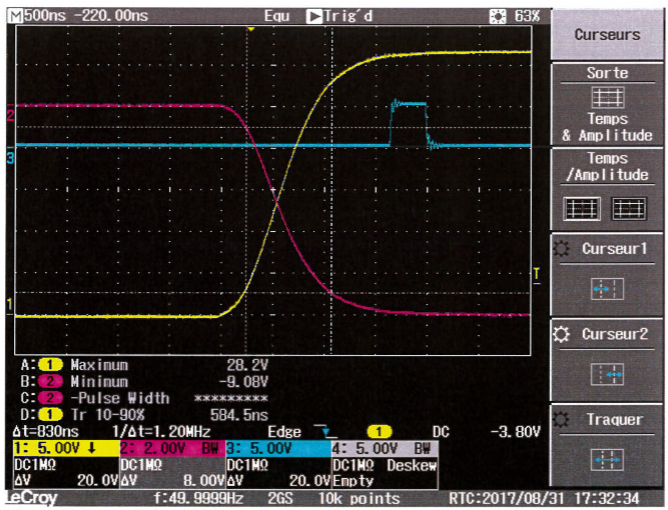 M 500ns -220.00ns Equ Trig'd 63%
Curseurs
Sorte
Temps
& Amplitude
Temps
/Amplitude
Curseur1
Curseur2
Traquer
2
3
1
T
A: 1 Maximum 28.2V
B: 2 Minimum -9.08V
C: 2 -Pulse Width *********
D: 1 Tr 10-90% 584.5ns
Δt=830ns 1/Δt=1.20MHz Edge 1 DC -3.80V
1: 5.00V ↓ 2: 2.00V BW 3: 5.00V 4: 5.00V BW
DC1MΩ DC1MΩ DC1MΩ DC1MΩ Deskew
ΔV 20.0V ΔV 8.00V ΔV 20.0V Empty
LeCroy f:49.9999Hz 2GS 10k points RTC:2017/08/31 17:32:34